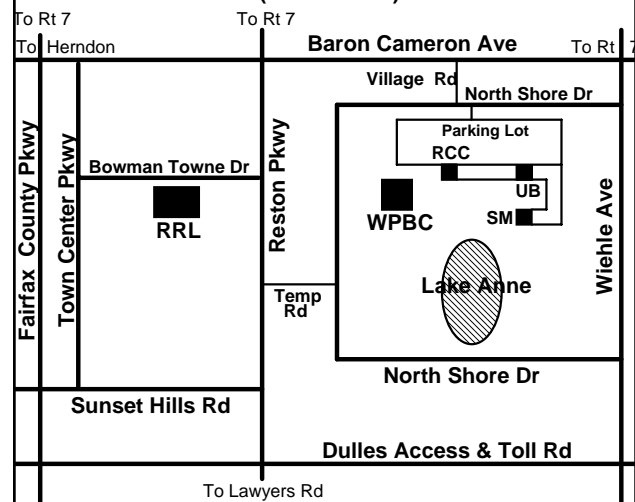 To Rt 7
To Rt 7
To Herndon
Baron Cameron Ave
To Rt 7
Village Rd
North Shore Dr
Parking Lot
RCC
UB
SM
WPBC
Bowman Towne Dr
RRL
Fairfax County Pkwy
Town Center Pkwy
Reston Pkwy
Wiehle Ave
Lake Anne
Temp
Rd
North Shore Dr
Sunset Hills Rd
Dulles Access & Toll Rd
To Lawyers Rd